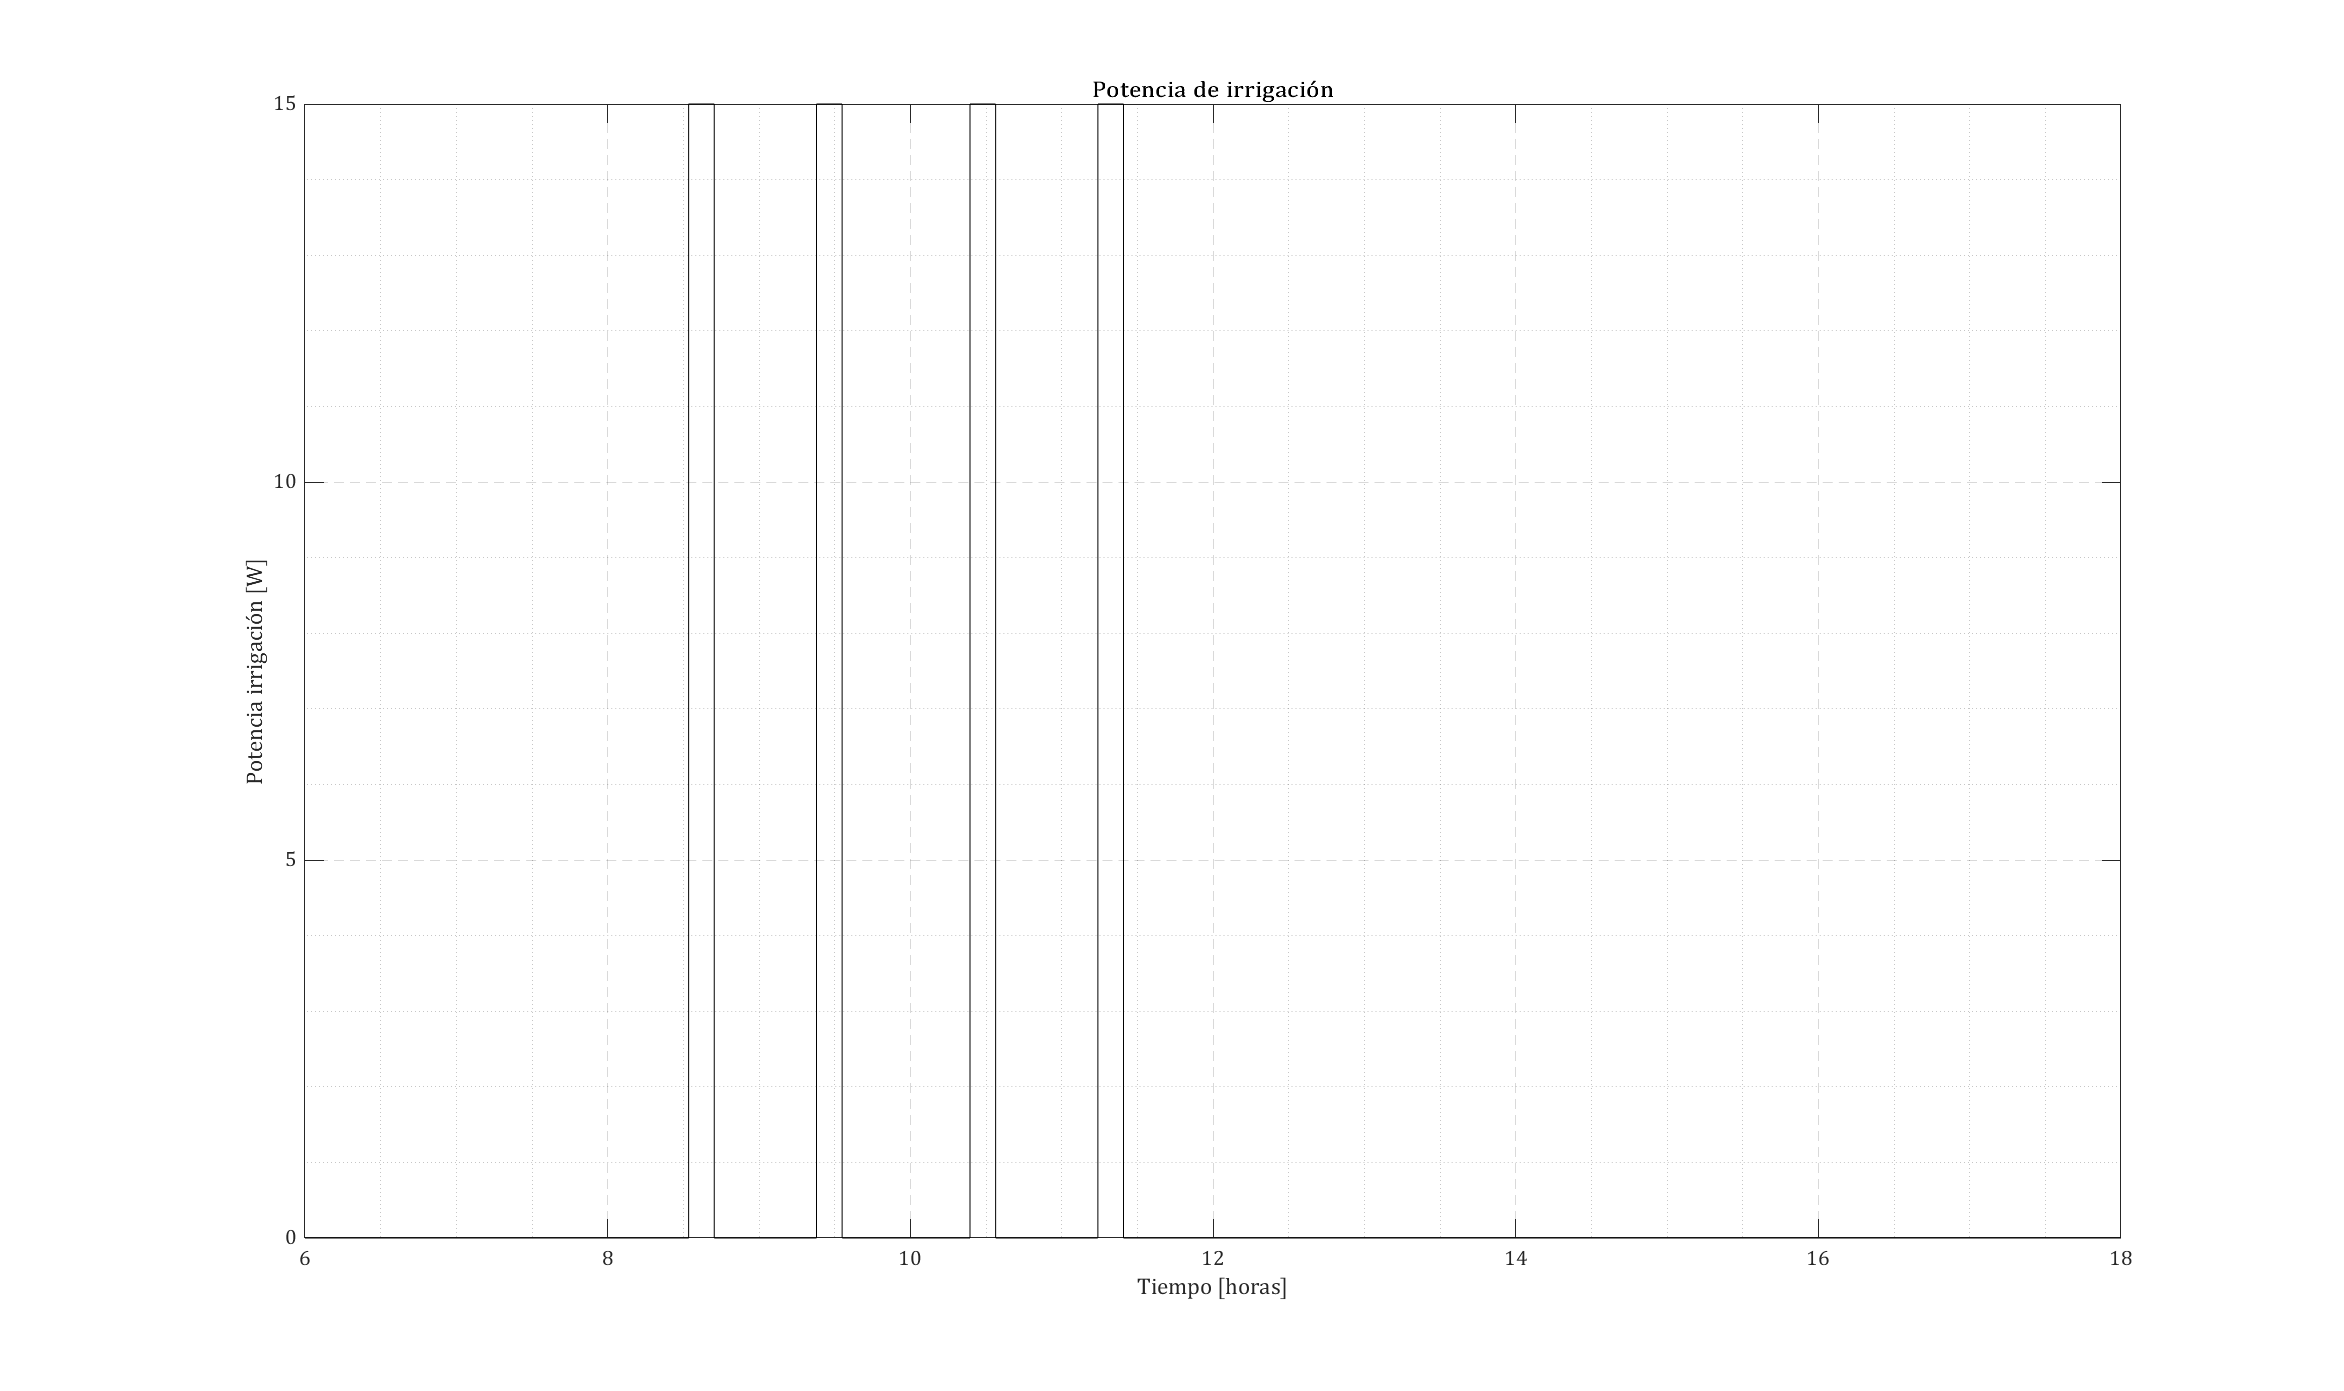 Potencia de irrigación
15
10
5
0
Potencia irrigación [W]
6 8 10 12 14 16 18
Tiempo [horas]